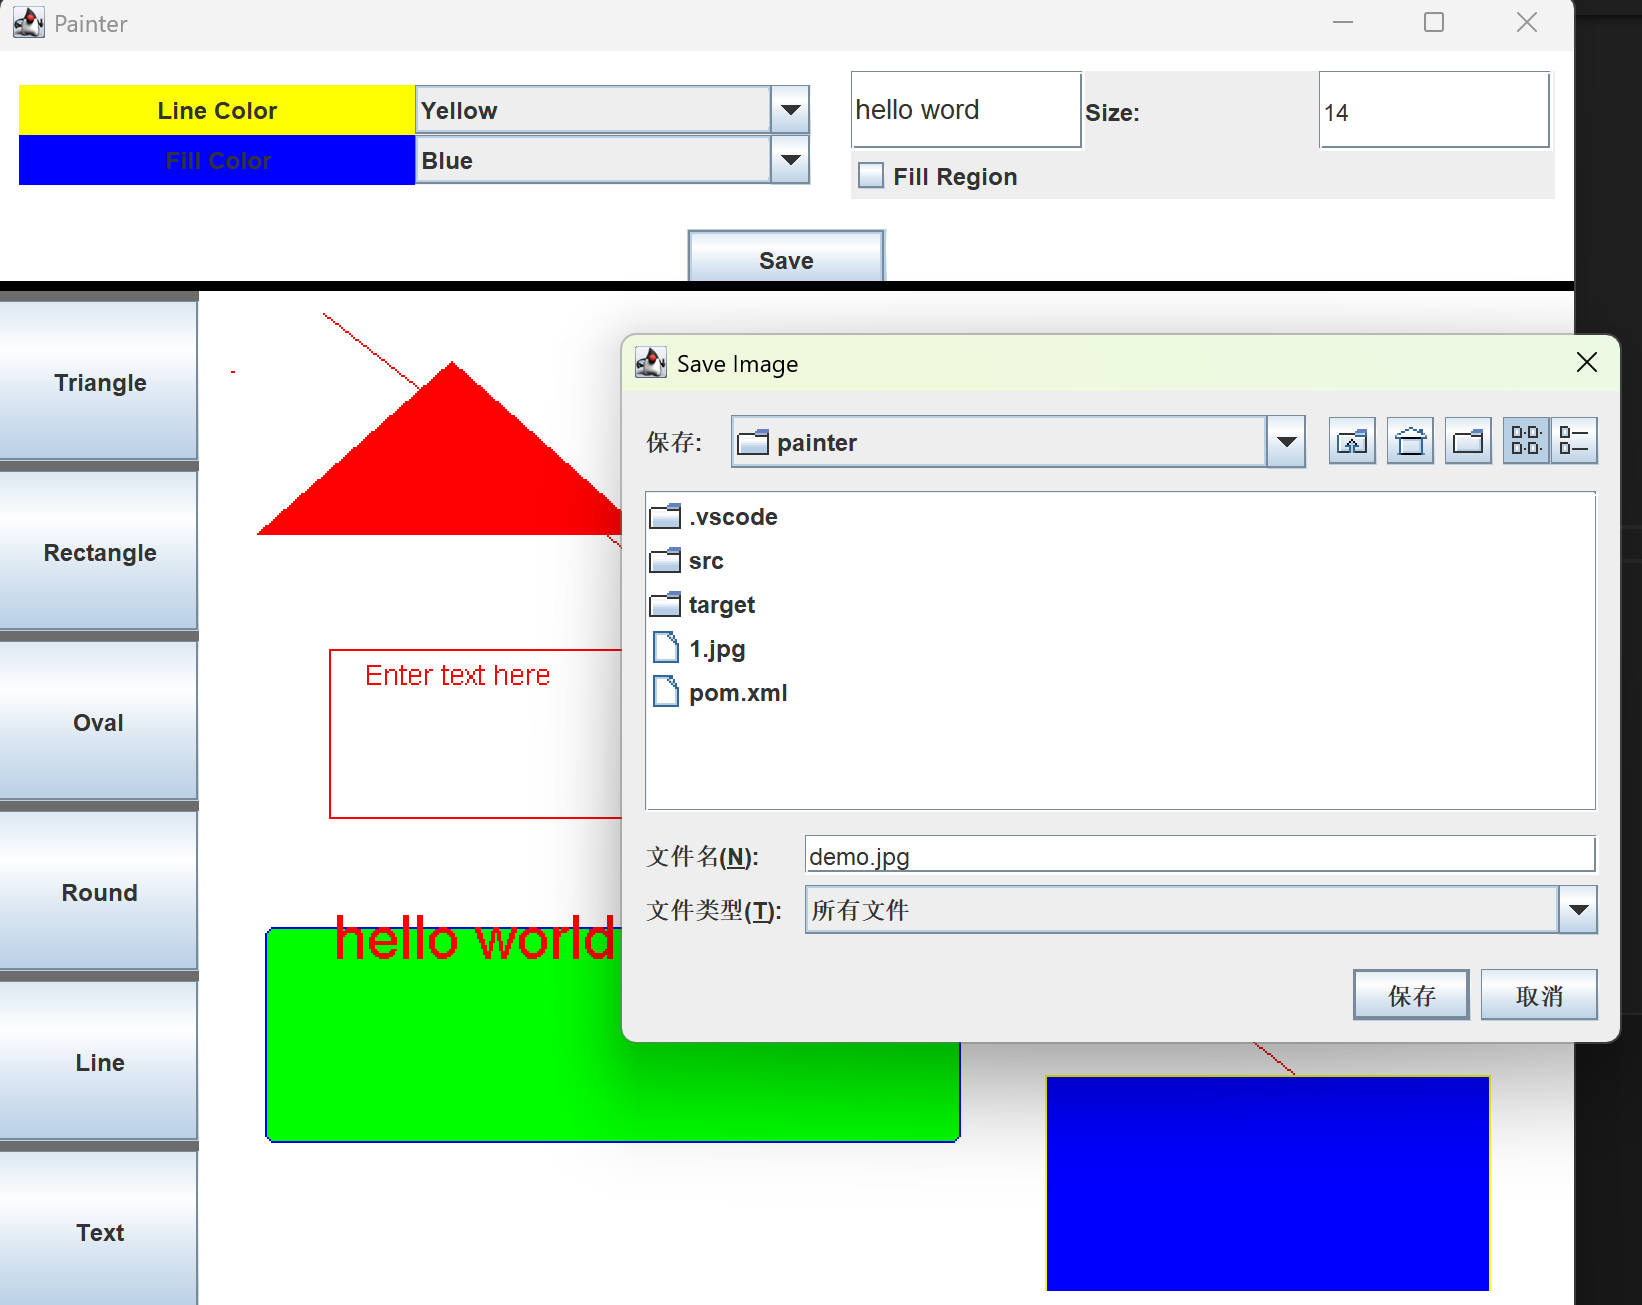 Painter
Line Color Yellow
Fill Color Blue
hello word Size: 14
Fill Region
Save
Triangle
Rectangle
Oval
Round
Line
Text
Enter text here
hello world
Save Image
保存: painter
.vscode
src
target
1.jpg
pom.xml
文件名(N): demo.jpg
文件类型(T): 所有文件
保存 取消